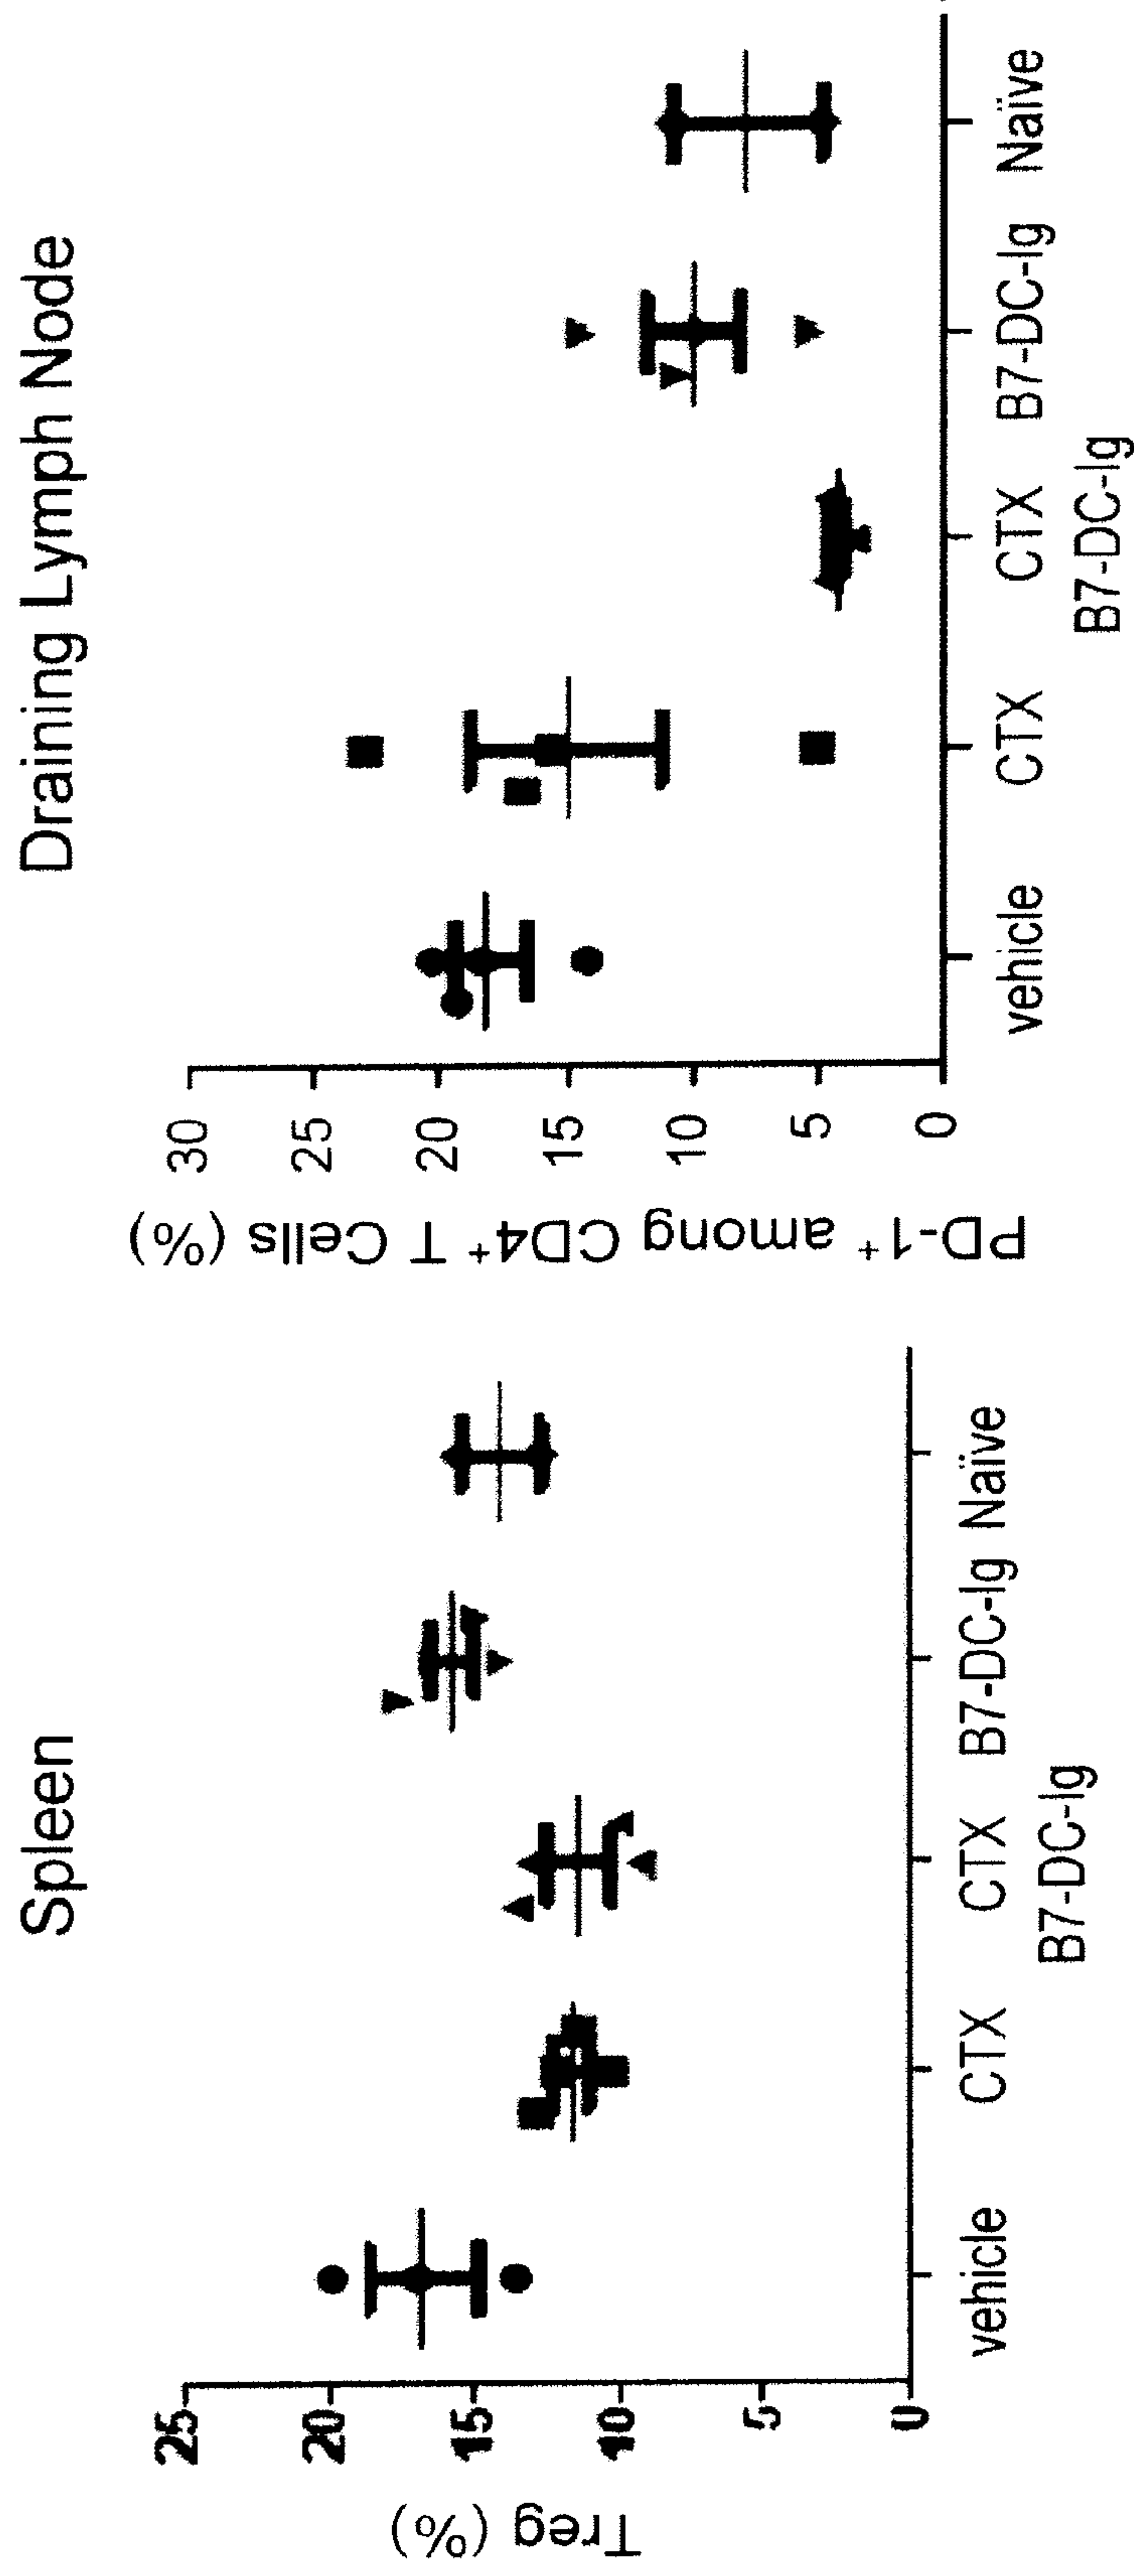 Spleen
Treg (%)
25
20
15
10
5
0
vehicle CTX CTX B7-DC-Ig Naïve
B7-DC-Ig
Draining Lymph Node
PD-1+ among CD4+ T Cells (%)
30
25
20
15
10
5
0
vehicle CTX CTX B7-DC-Ig Naïve
B7-DC-Ig